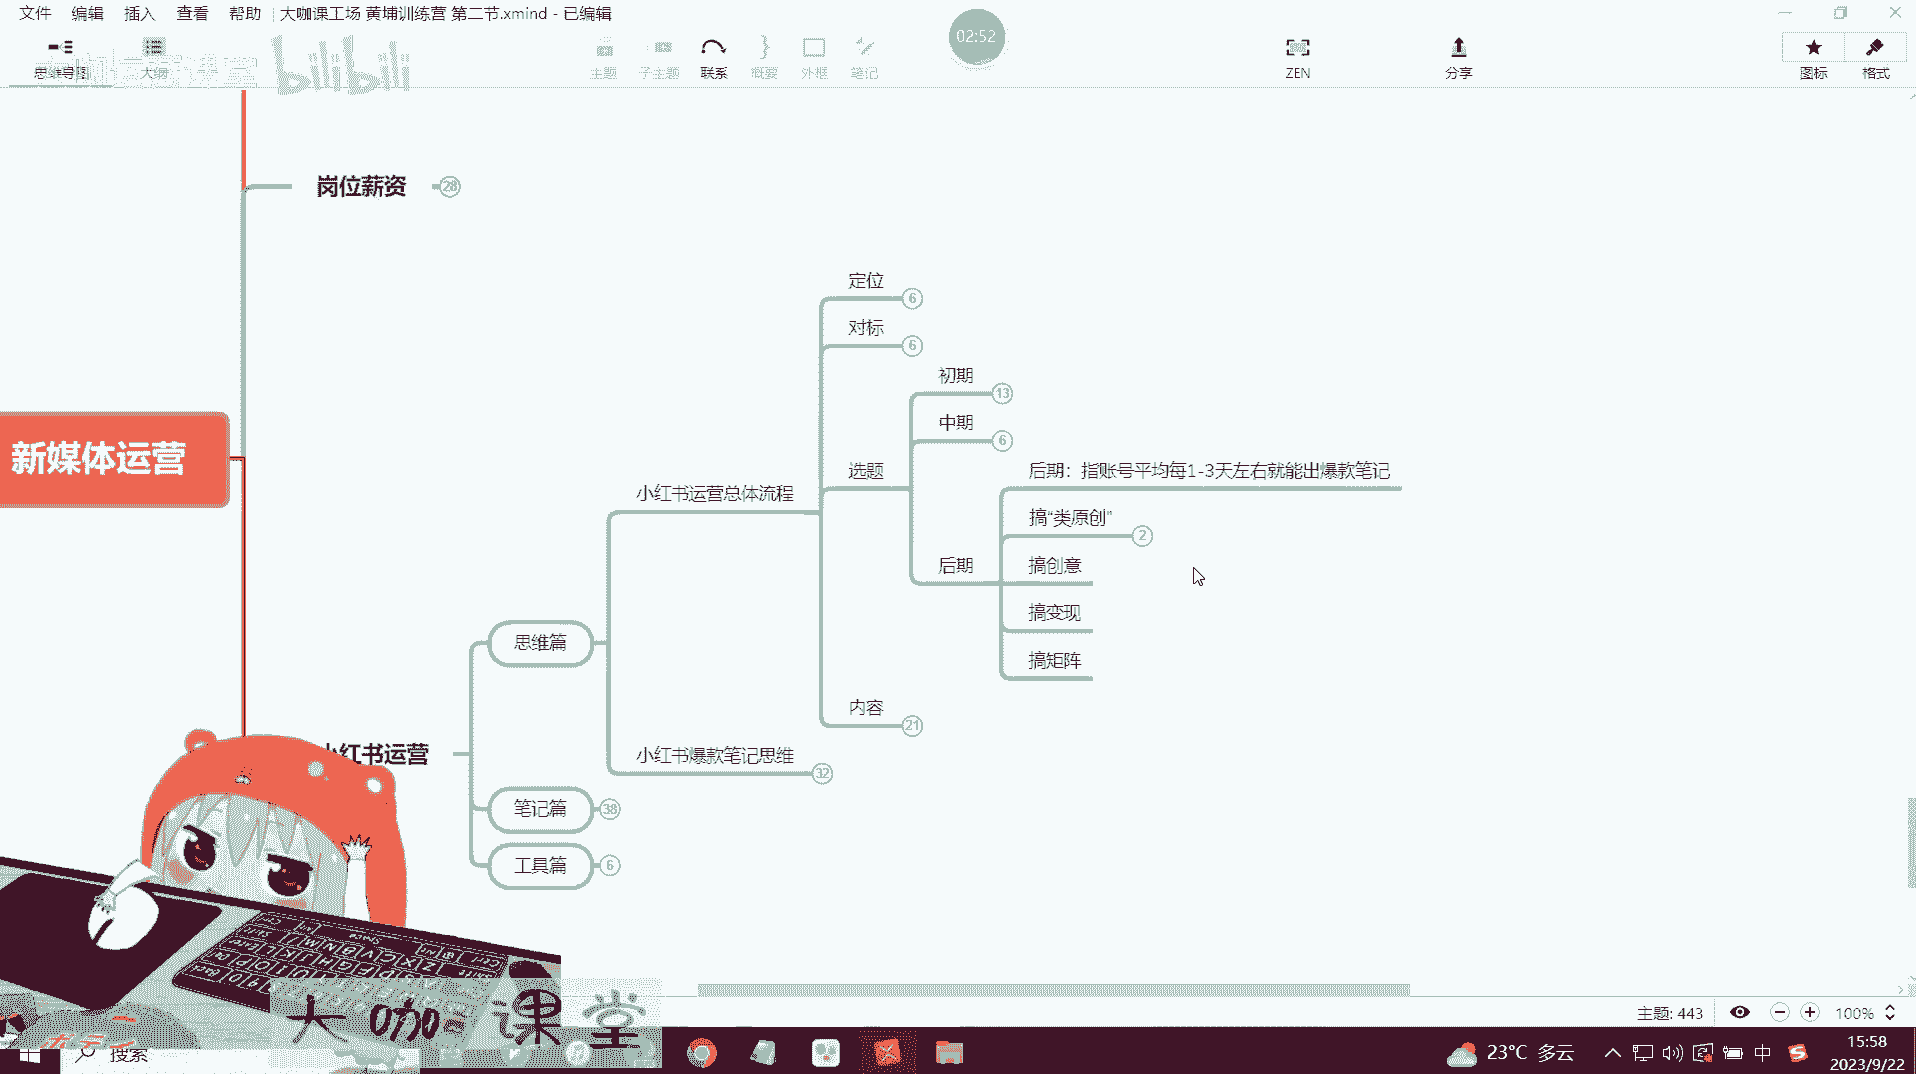 文件 编辑 插入 查看 帮助 大咖课工场 黄埔训练营 第二节.xmind - 已编辑
思维导图 大纲 主题 子主题 联系 概要 外框 笔记 02:52 ZEN 分享 图标 格式
bilibili
岗位薪资 28
定位 6
对标 6
初期 13
中期 6
选题
后期：指账号平均每1-3天左右就能出爆款笔记
新媒体运营
小红书运营总体流程
搞“类原创” 2
后期
搞创意
搞变现
思维篇
搞矩阵
内容 21
小红书运营
小红书爆款笔记思维 32
笔记篇 38
工具篇 6
大咖课堂
主题: 443 100%
搜索
23°C 多云 中 15:58
2023/9/22